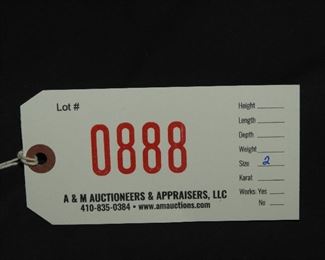 Lot #
0888
A & M AUCTIONEERS & APPRAISERS, LLC
410-835-0384 • www.amauctions.com
Height
Length
Depth
Weight
Size 2
Karat
Works: Yes
No